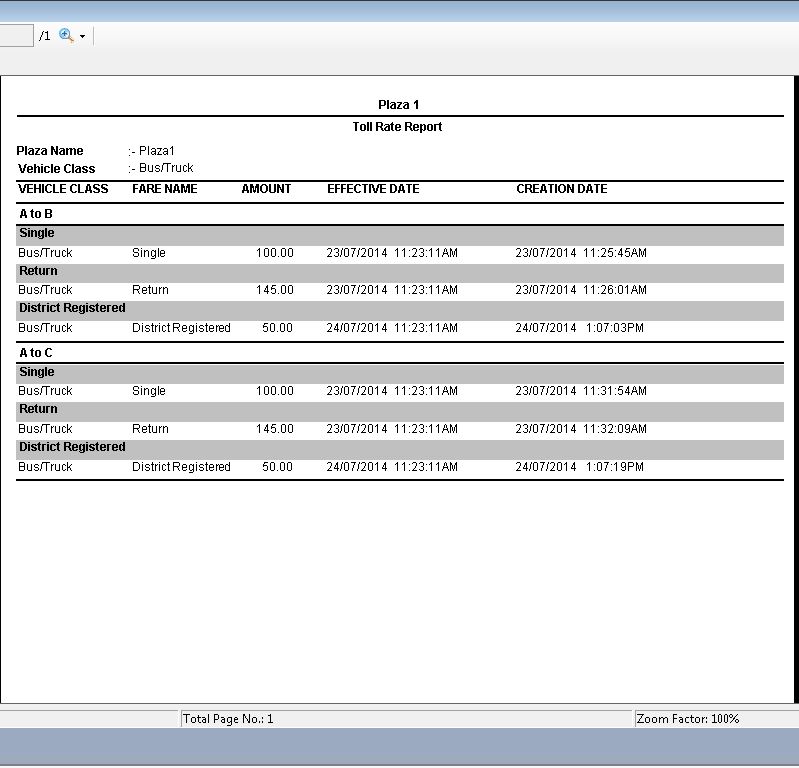 /1
Plaza 1
Toll Rate Report
Plaza Name :- Plaza1
Vehicle Class :- Bus/Truck
VEHICLE CLASS FARE NAME AMOUNT EFFECTIVE DATE CREATION DATE
A to B
Single
Bus/Truck Single 100.00 23/07/2014 11:23:11AM 23/07/2014 11:25:45AM
Return
Bus/Truck Return 145.00 23/07/2014 11:23:11AM 23/07/2014 11:26:01AM
District Registered
Bus/Truck District Registered 50.00 24/07/2014 11:23:11AM 24/07/2014 1:07:03PM
A to C
Single
Bus/Truck Single 100.00 23/07/2014 11:23:11AM 23/07/2014 11:31:54AM
Return
Bus/Truck Return 145.00 23/07/2014 11:23:11AM 23/07/2014 11:32:09AM
District Registered
Bus/Truck District Registered 50.00 24/07/2014 11:23:11AM 24/07/2014 1:07:19PM
Total Page No.: 1 Zoom Factor: 100%